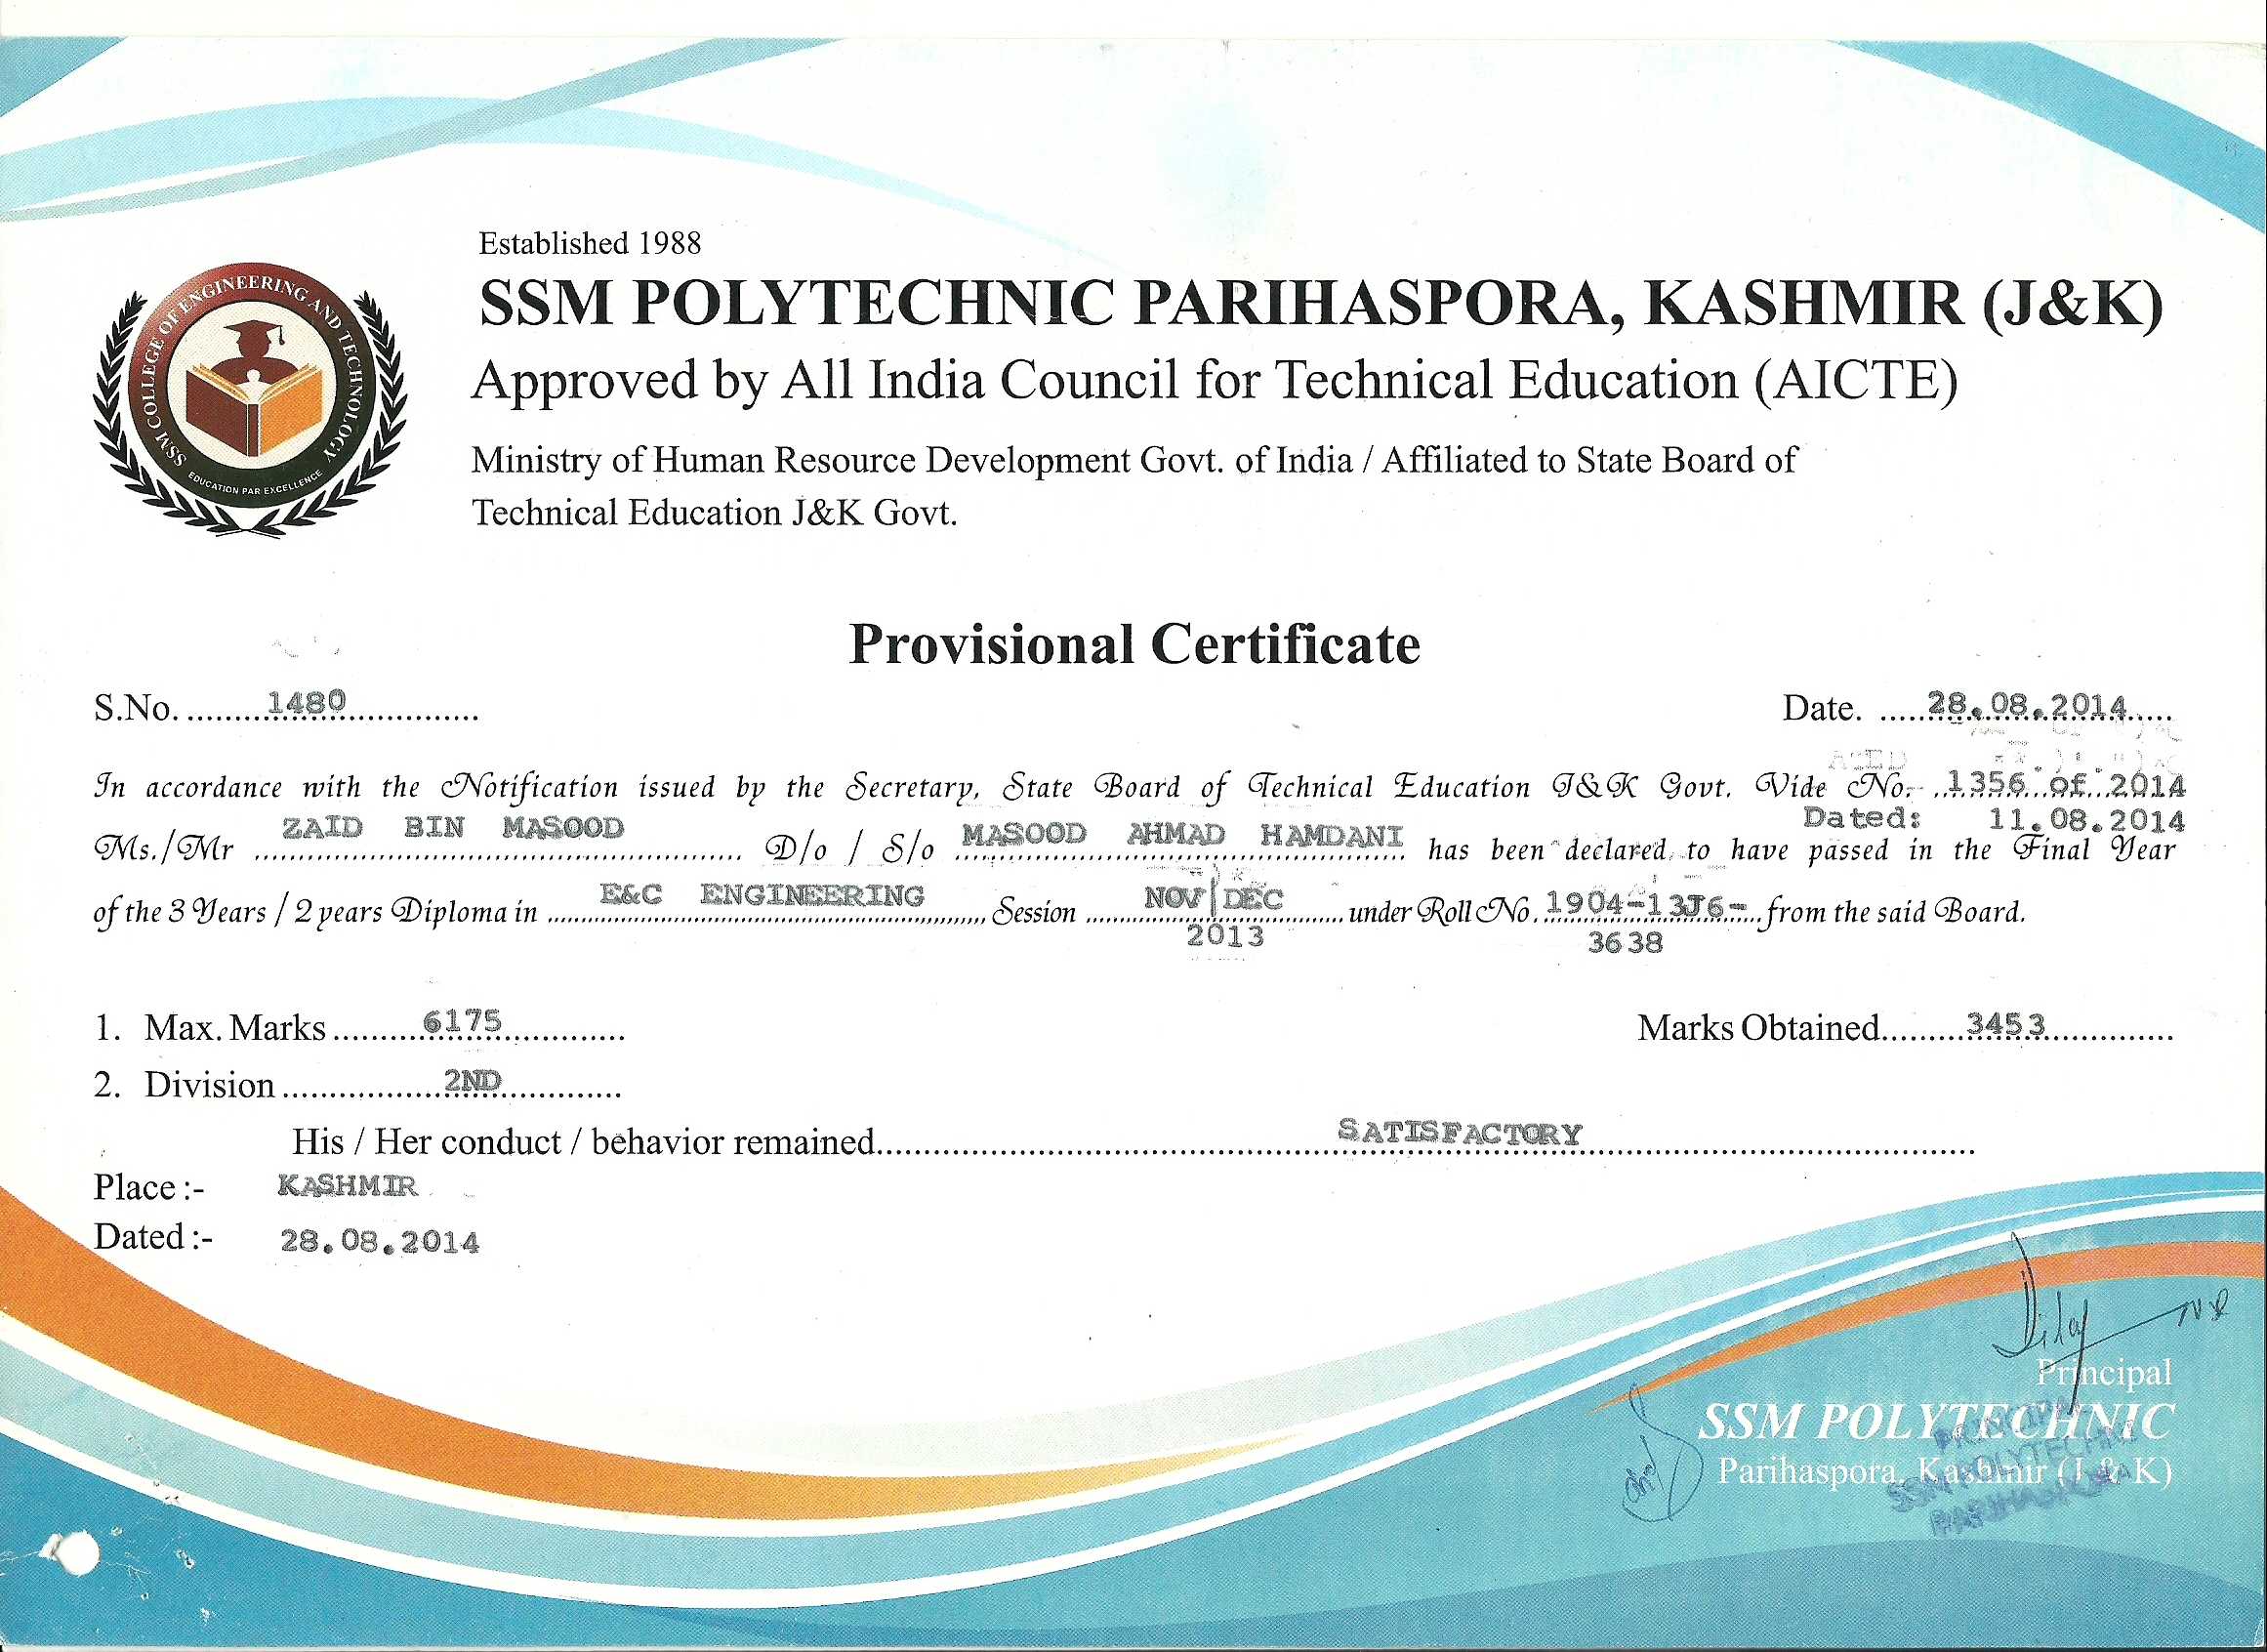 Established 1988
SSM POLYTECHNIC PARIHASPORA, KASHMIR (J&K)
Approved by All India Council for Technical Education (AICTE)
Ministry of Human Resource Development Govt. of India / Affiliated to State Board of
Technical Education J&K Govt.
SSM COLLEGE OF ENGINEERING AND TECHNOLOGY
EDUCATION PAR EXCELLENCE
Provisional Certificate
S.No. 1480 Date. 28.08.2014
In accordance with the Notification issued by the Secretary, State Board of Technical Education J&K Govt. Vide No. 1356 of 2014
Dated: 11.08.2014
Ms./Mr ZAID BIN MASOOD D/o / S/o MASOOD AHMAD HAMDANI has been declared to have passed in the Final Year
of the 3 Years / 2 years Diploma in E&C ENGINEERING Session NOV/DEC under Roll No. 1904-13J6- from the said Board.
2013 3638
1. Max. Marks 6175 Marks Obtained 3453
2. Division 2ND
His / Her conduct / behavior remained SATISFACTORY
Place :- KASHMIR
Dated :- 28.08.2014
Principal
SSM POLYTECHNIC
Parihaspora, Kashmir (J & K)
PRINCIPAL
SSM POLYTECHNIC
PARIHASPORA